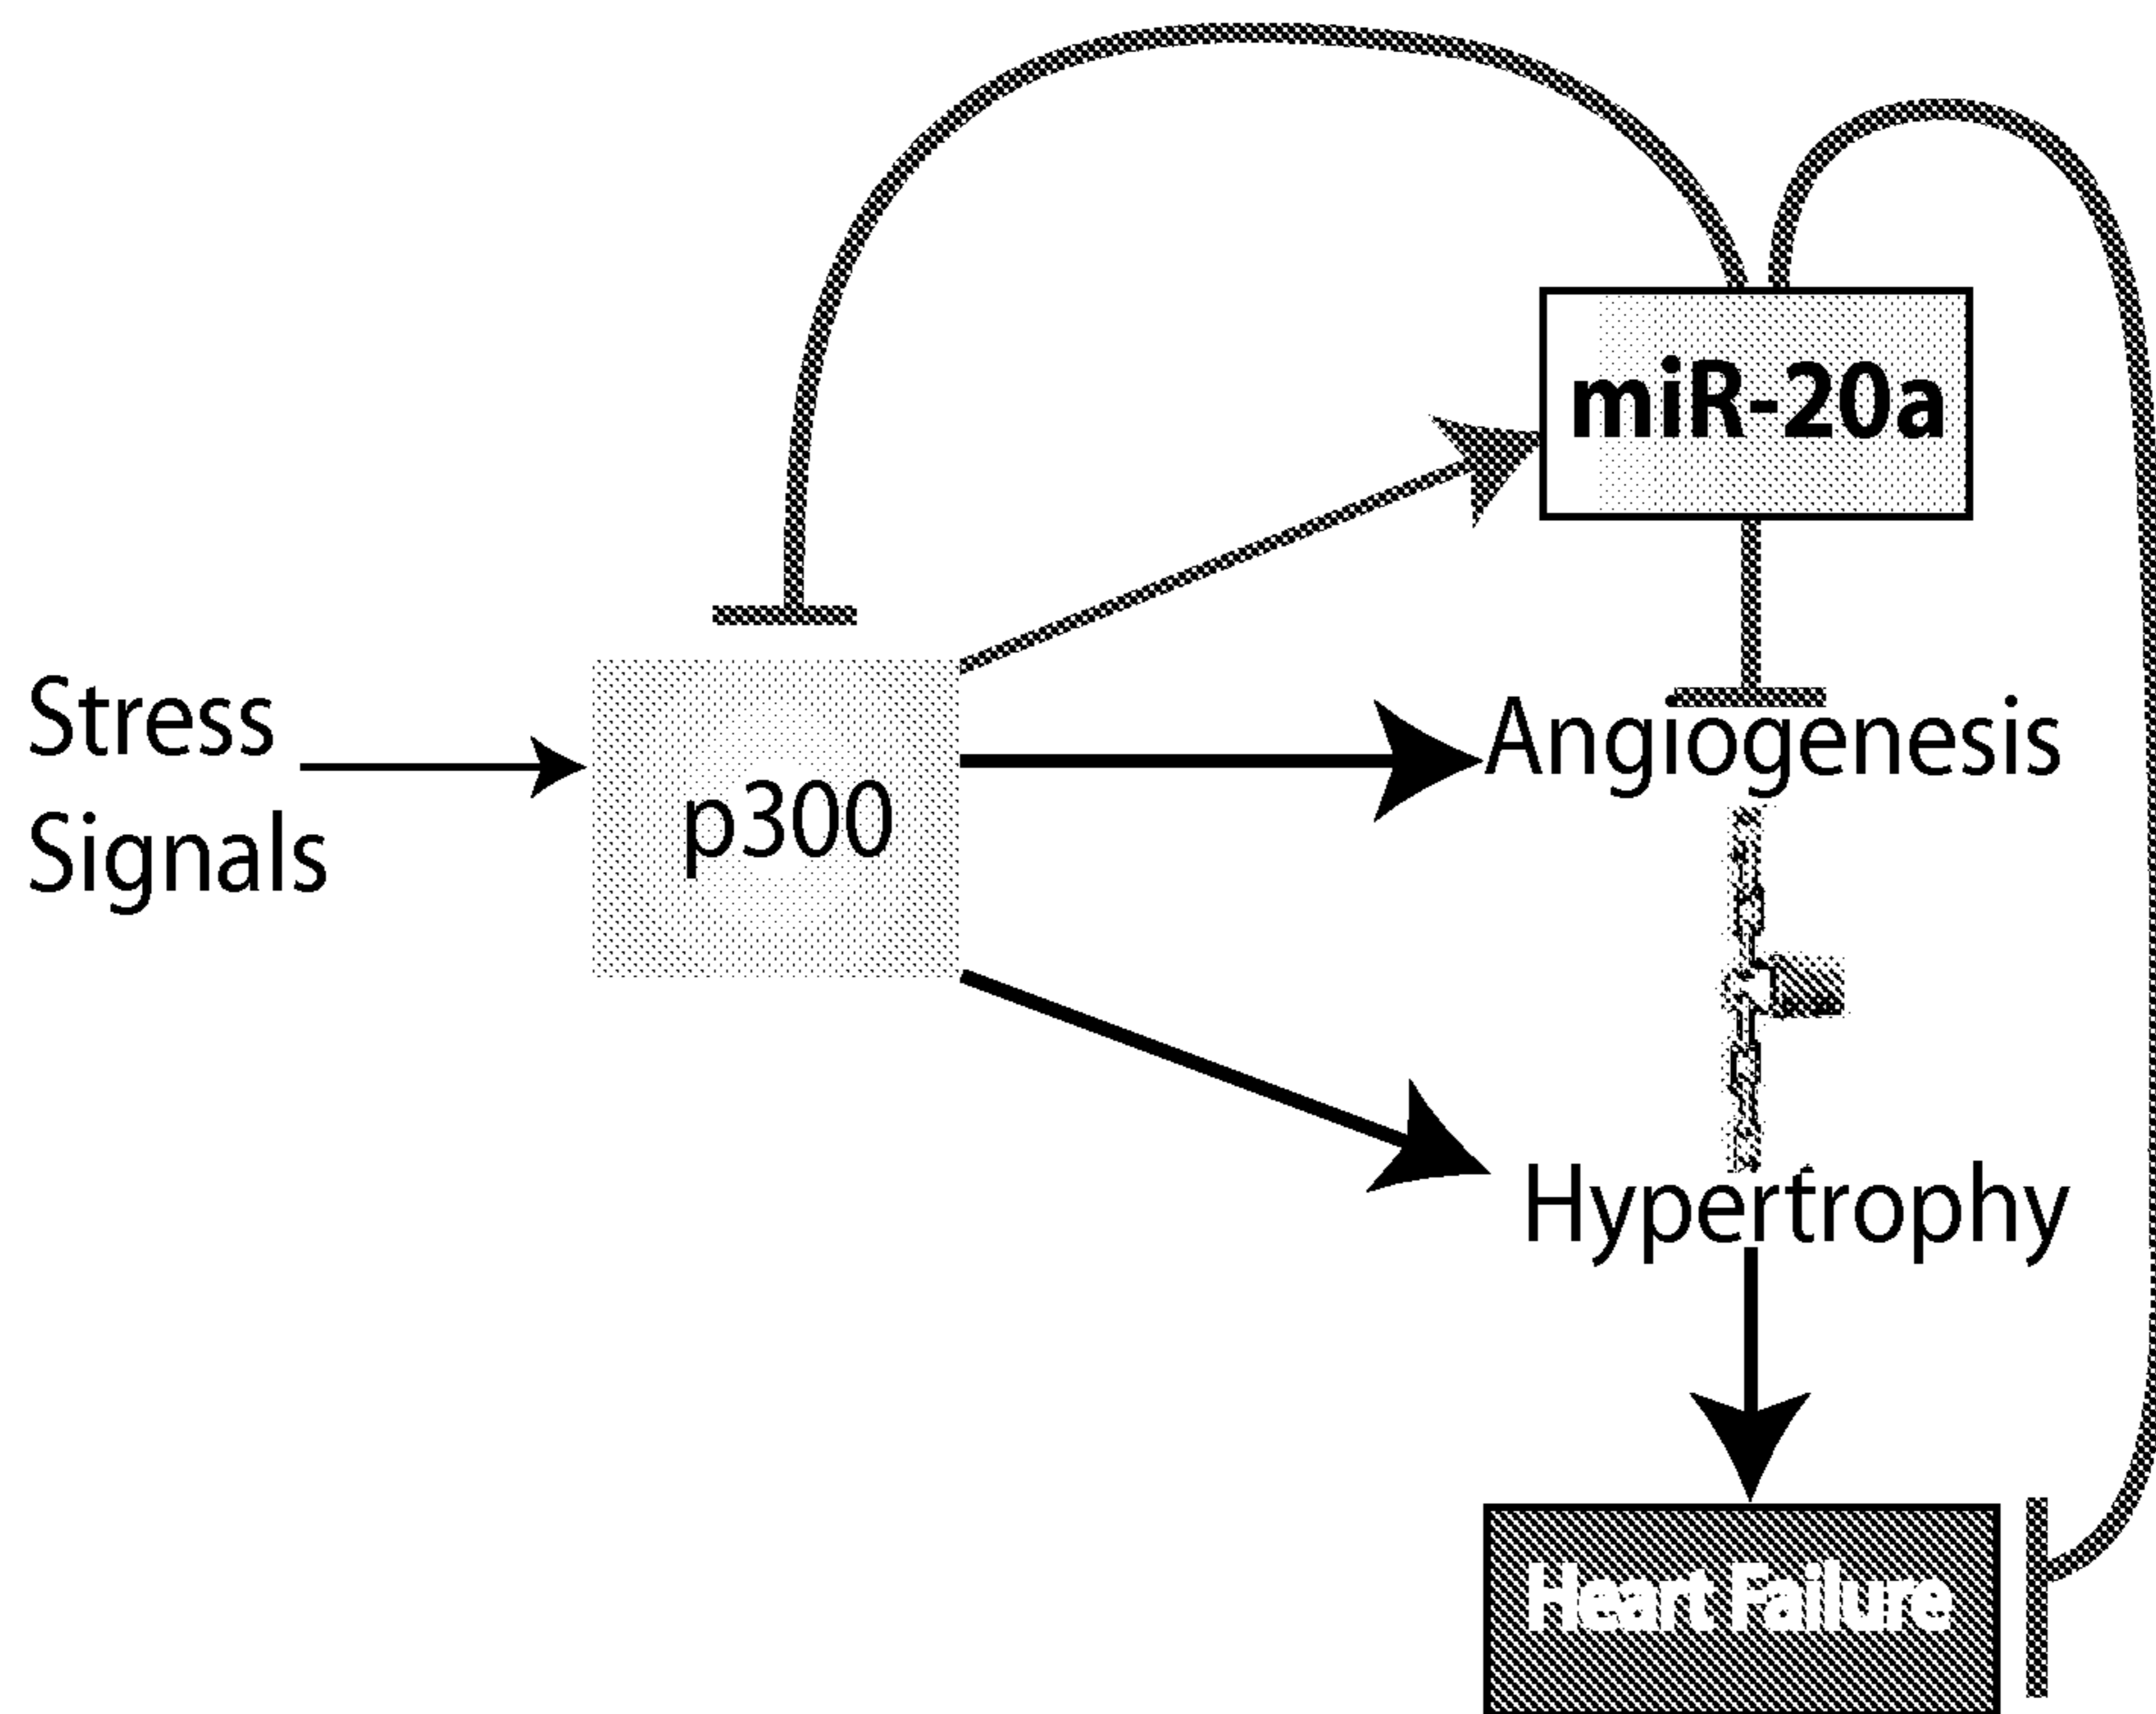 miR-20a
Stress
Signals
p300
Angiogenesis
Hypertrophy
Heart Failure